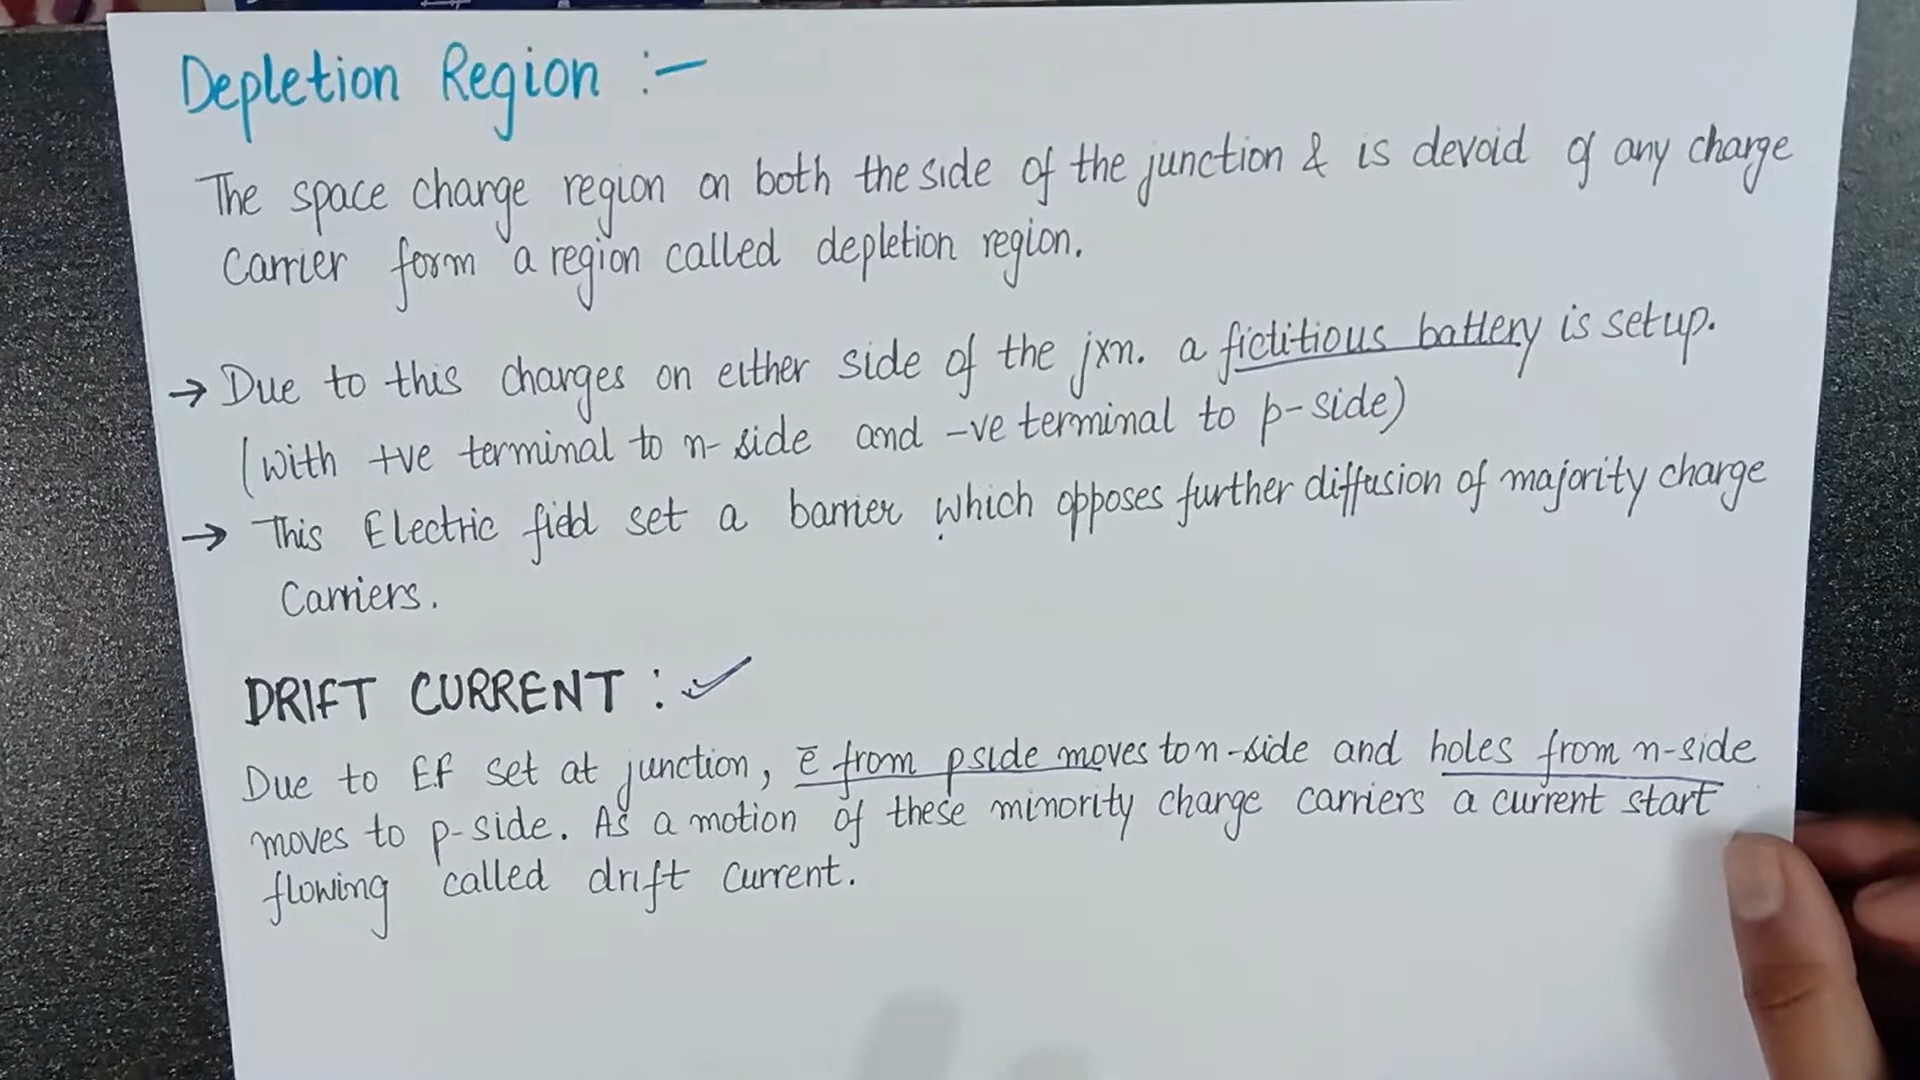 Depletion Region :-
The space charge region on both the side of the junction & is devoid of any charge
Carrier form a region called depletion region.
→ Due to this charges on either side of the jxn. a fictitious battery is setup.
(with +ve terminal to n-side and -ve terminal to p-side)
→ This Electric field set a barrier which opposes further diffusion of majority charge
Carriers.
DRIFT CURRENT : ✓
Due to E.F set at junction, ē from pside moves to n-side and holes from n-side
moves to p-side. As a motion of these minority charge carriers a current start
flowing called drift current.